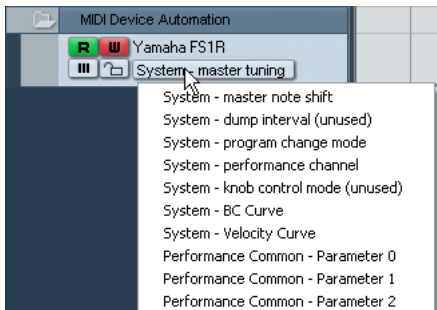 MIDI Device Automation
R W Yamaha FS1R
System - master tuning
System - master note shift
System - dump interval (unused)
System - program change mode
System - performance channel
System - knob control mode (unused)
System - BC Curve
System - Velocity Curve
Performance Common - Parameter 0
Performance Common - Parameter 1
Performance Common - Parameter 2